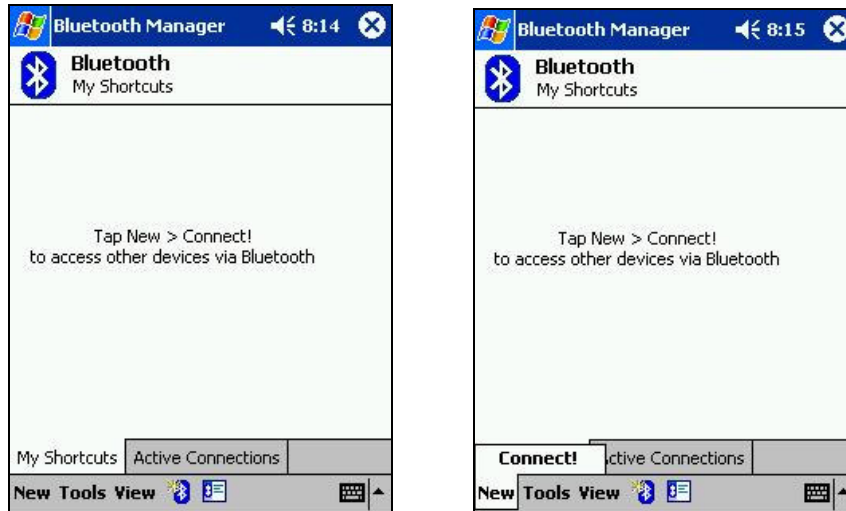 Bluetooth Manager 8:14
Bluetooth
My Shortcuts
Tap New > Connect!
to access other devices via Bluetooth
My Shortcuts Active Connections
New Tools View
Bluetooth Manager 8:15
Bluetooth
My Shortcuts
Tap New > Connect!
to access other devices via Bluetooth
Connect! Active Connections
New Tools View